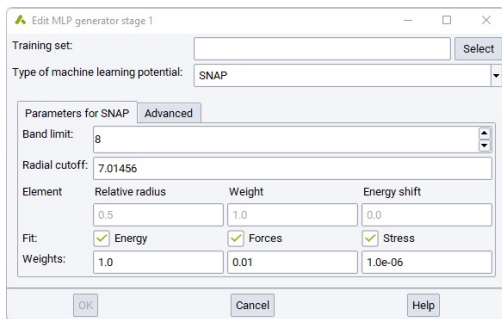 Edit MLP generator stage 1
Training set: Select
Type of machine learning potential: SNAP
Parameters for SNAP Advanced
Band limit: 8
Radial cutoff: 7.01456
Element Relative radius Weight Energy shift
0.5 1.0 0.0
Fit: Energy Forces Stress
Weights: 1.0 0.01 1.0e-06
OK Cancel Help